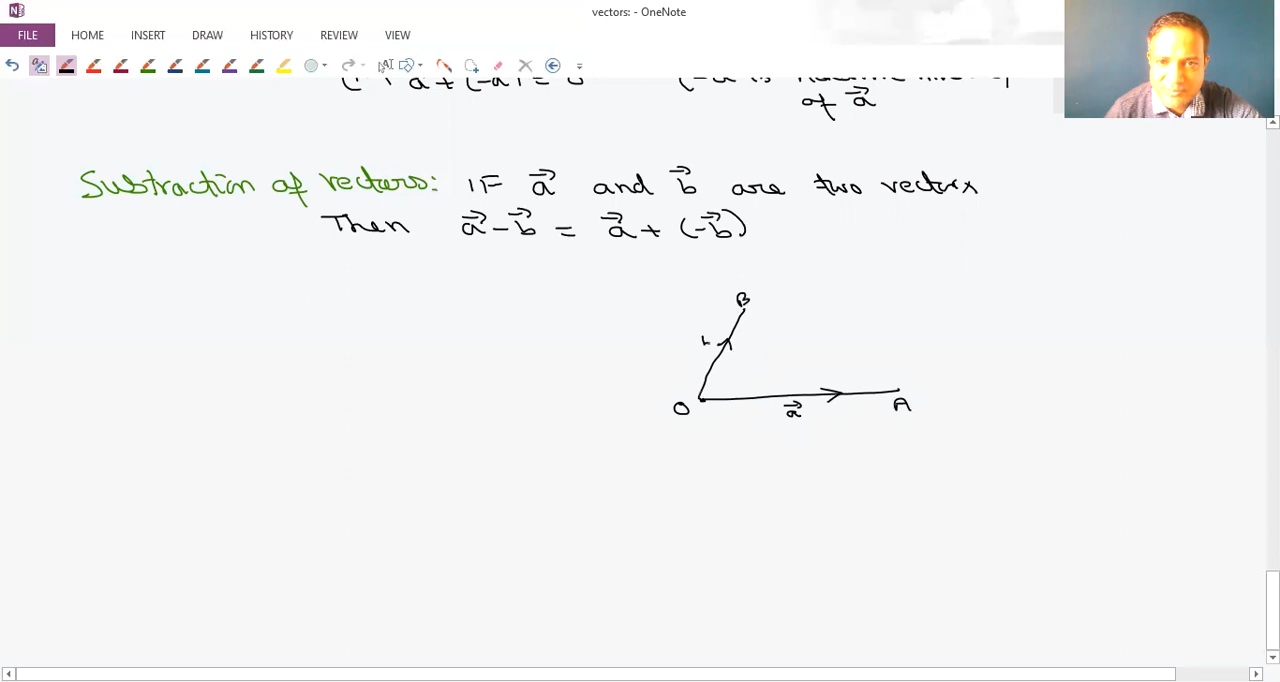 vectors: - OneNote
FILE HOME INSERT DRAW HISTORY REVIEW VIEW
a⃗ + (-a⃗) = 0
of a⃗
Subtraction of vectors: IF a⃗ and b⃗ are two vectors
Then a⃗ - b⃗ = a⃗ + (-b⃗)
B
O a⃗ A